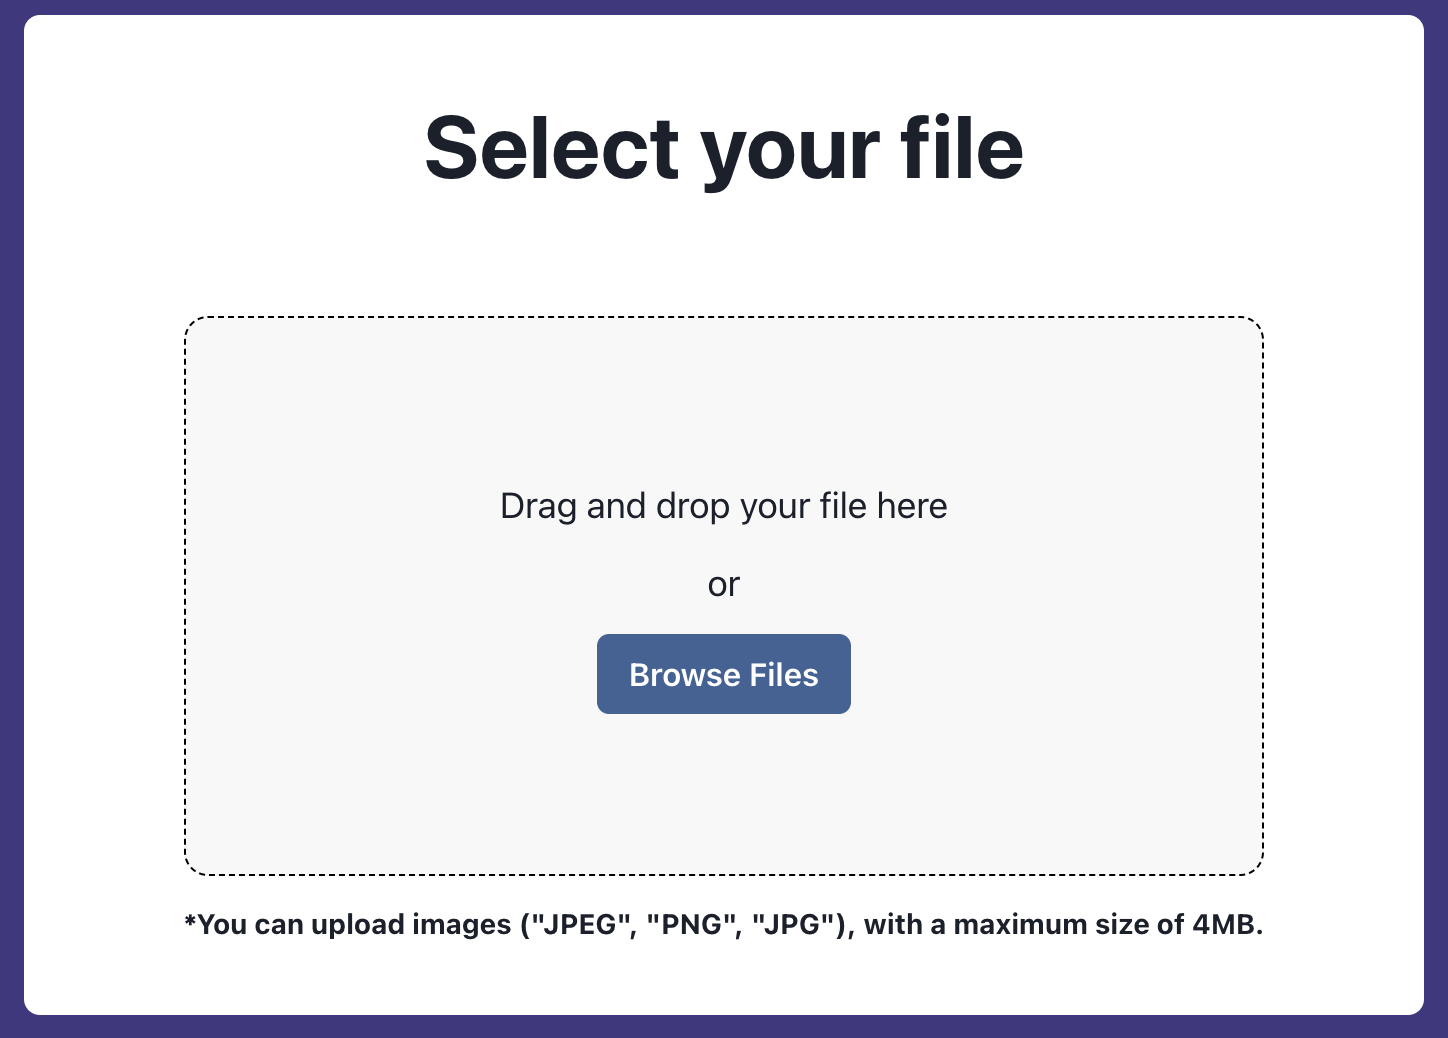 Select your file
Drag and drop your file here
or
Browse Files
*You can upload images ("JPEG", "PNG", "JPG"), with a maximum size of 4MB.